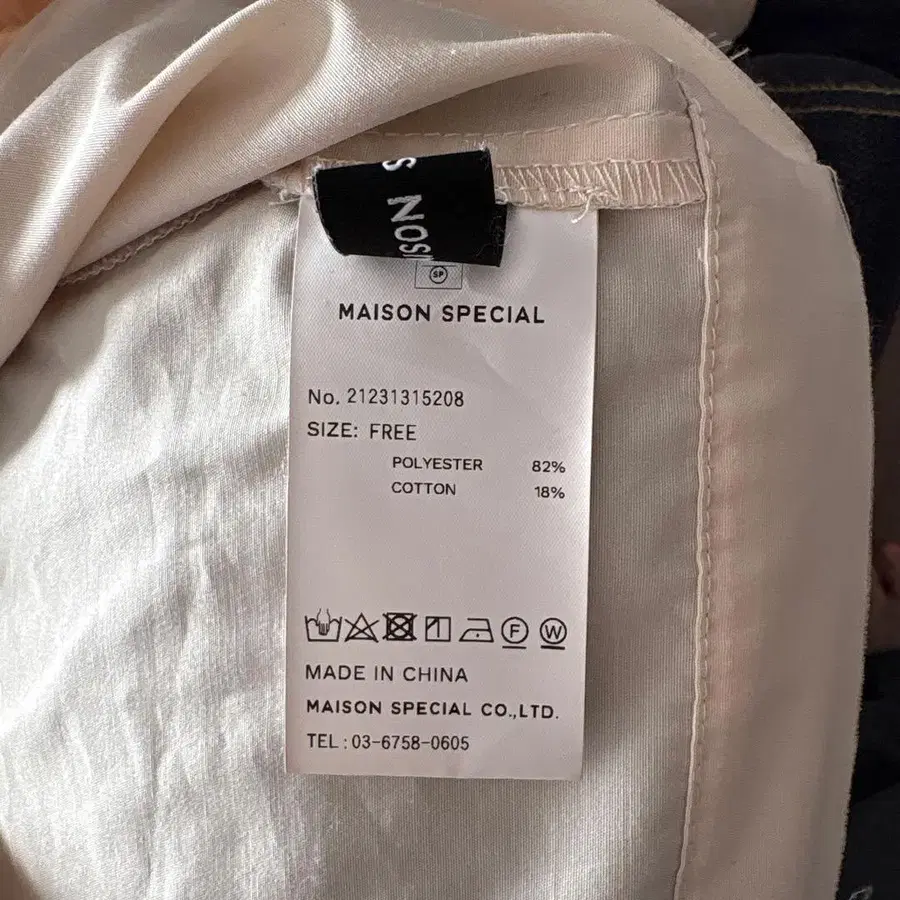 SP
MAISON SPECIAL
No. 21231315208
SIZE: FREE
POLYESTER 82%
COTTON 18%
F W
MADE IN CHINA
MAISON SPECIAL CO.,LTD.
TEL:03-6758-0605